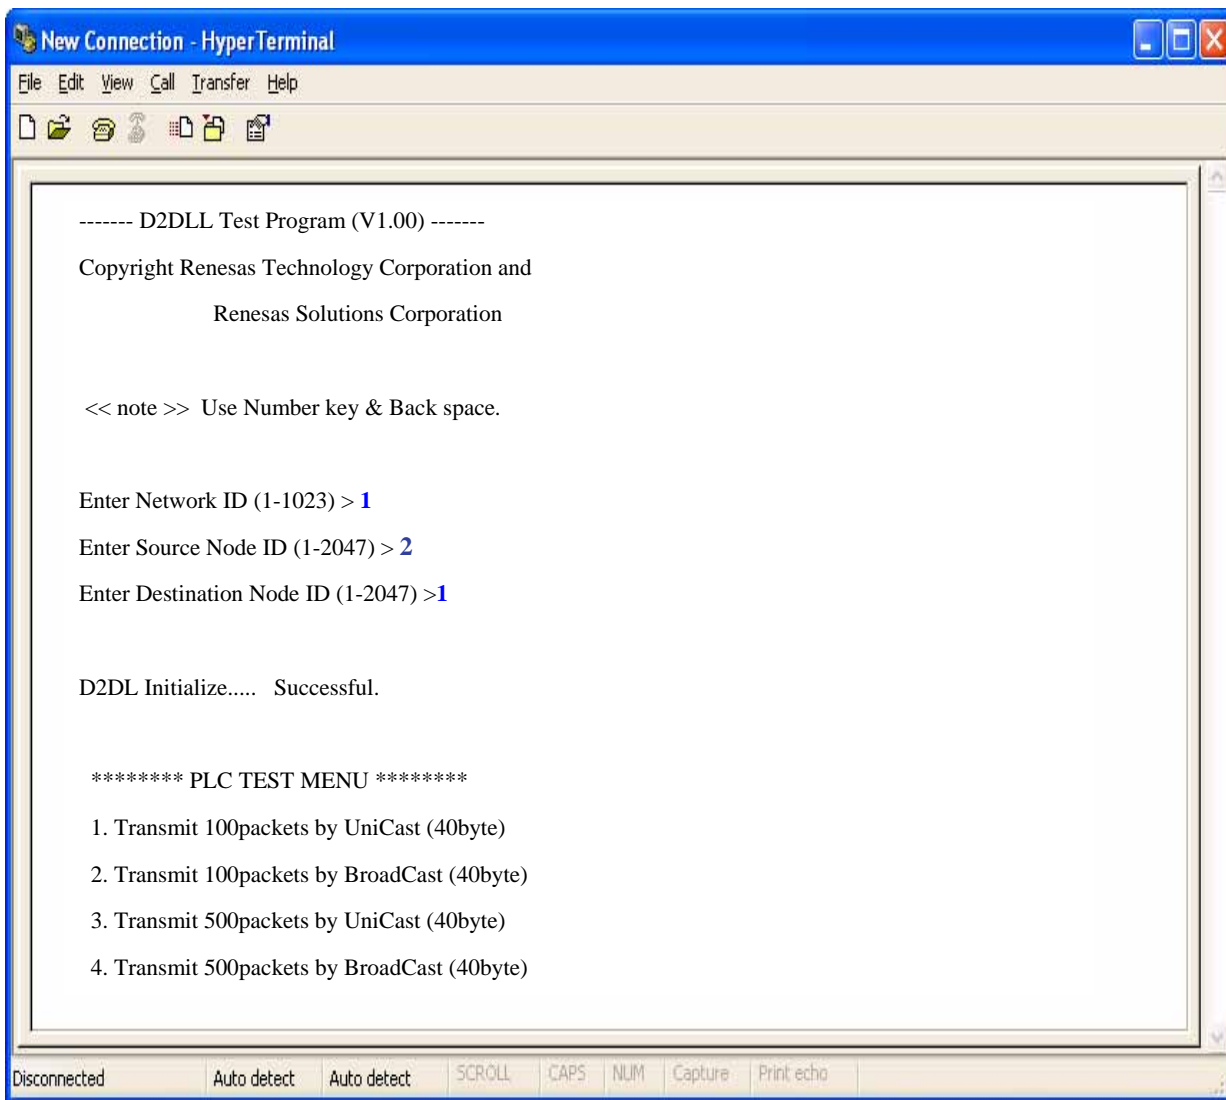 New Connection - HyperTerminal
File Edit View Call Transfer Help
------- D2DLL Test Program (V1.00) -------
Copyright Renesas Technology Corporation and
Renesas Solutions Corporation
<< note >> Use Number key & Back space.
Enter Network ID (1-1023) > 1
Enter Source Node ID (1-2047) > 2
Enter Destination Node ID (1-2047) >1
D2DL Initialize..... Successful.
******** PLC TEST MENU ********
1. Transmit 100packets by UniCast (40byte)
2. Transmit 100packets by BroadCast (40byte)
3. Transmit 500packets by UniCast (40byte)
4. Transmit 500packets by BroadCast (40byte)
Disconnected Auto detect Auto detect SCROLL CAPS NUM Capture Print echo